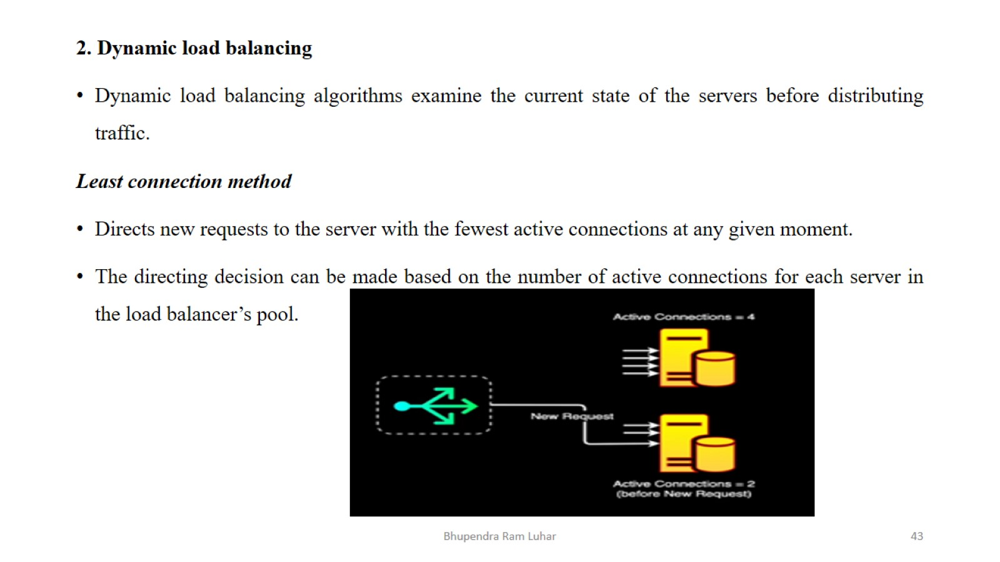 2. Dynamic load balancing
• Dynamic load balancing algorithms examine the current state of the servers before distributing
traffic.
Least connection method
• Directs new requests to the server with the fewest active connections at any given moment.
• The directing decision can be made based on the number of active connections for each server in
the load balancer’s pool.
Active Connections = 4
New Request
Active Connections = 2
(before New Request)
Bhupendra Ram Luhar
43